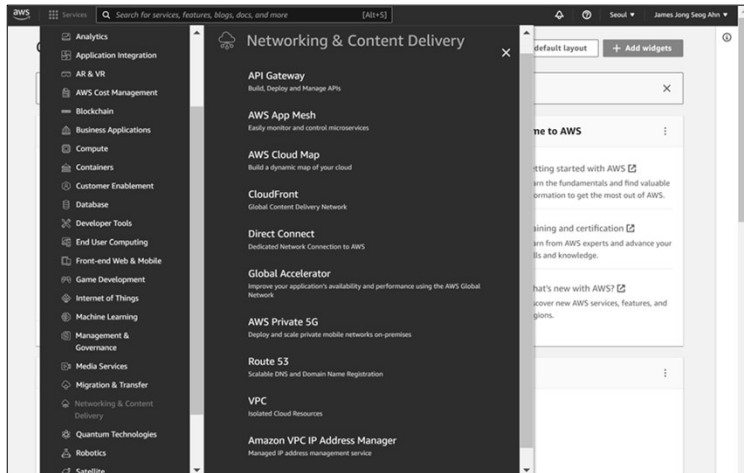 aws
Services
Search for services, features, blogs, docs, and more
[Alt+S]
Seoul ▼
James Jong Seog Ahn ▼
Analytics
Application Integration
AR & VR
AWS Cost Management
Blockchain
Business Applications
Compute
Containers
Customer Enablement
Database
Developer Tools
End User Computing
Front-end Web & Mobile
Game Development
Internet of Things
Machine Learning
Management &
Governance
Media Services
Migration & Transfer
Networking & Content
Delivery
Quantum Technologies
Robotics
Satellite
Networking & Content Delivery
API Gateway
Build, Deploy and Manage APIs
AWS App Mesh
Easily monitor and control microservices
AWS Cloud Map
Build a dynamic map of your cloud
CloudFront
Global Content Delivery Network
Direct Connect
Dedicated Network Connection to AWS
Global Accelerator
Improve your application's availability and performance using the AWS Global
Network
AWS Private 5G
Deploy and scale private mobile networks on-premises
Route 53
Scalable DNS and Domain Name Registration
VPC
Isolated Cloud Resources
Amazon VPC IP Address Manager
Managed IP address management service
default layout
+ Add widgets
me to AWS
tting started with AWS
arn the fundamentals and find valuable
ormation to get the most out of AWS.
aining and certification
arn from AWS experts and advance your
lls and knowledge.
hat's new with AWS?
scover new AWS services, features, and
gions.